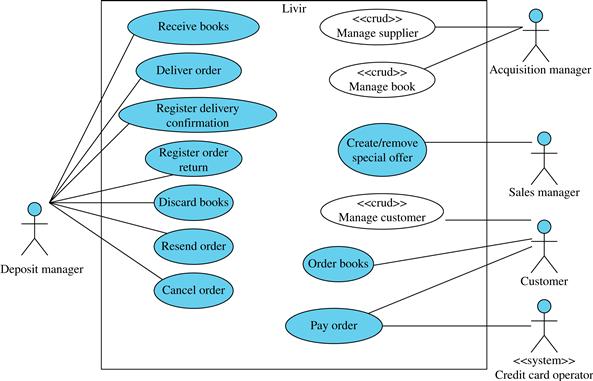 Livir
Receive books
Deliver order
Register delivery
confirmation
Register order
return
Discard books
Resend order
Cancel order
Deposit manager
<<crud>>
Manage supplier
<<crud>>
Manage book
Create/remove
special offer
<<crud>>
Manage customer
Order books
Pay order
Acquisition manager
Sales manager
Customer
<<system>>
Credit card operator